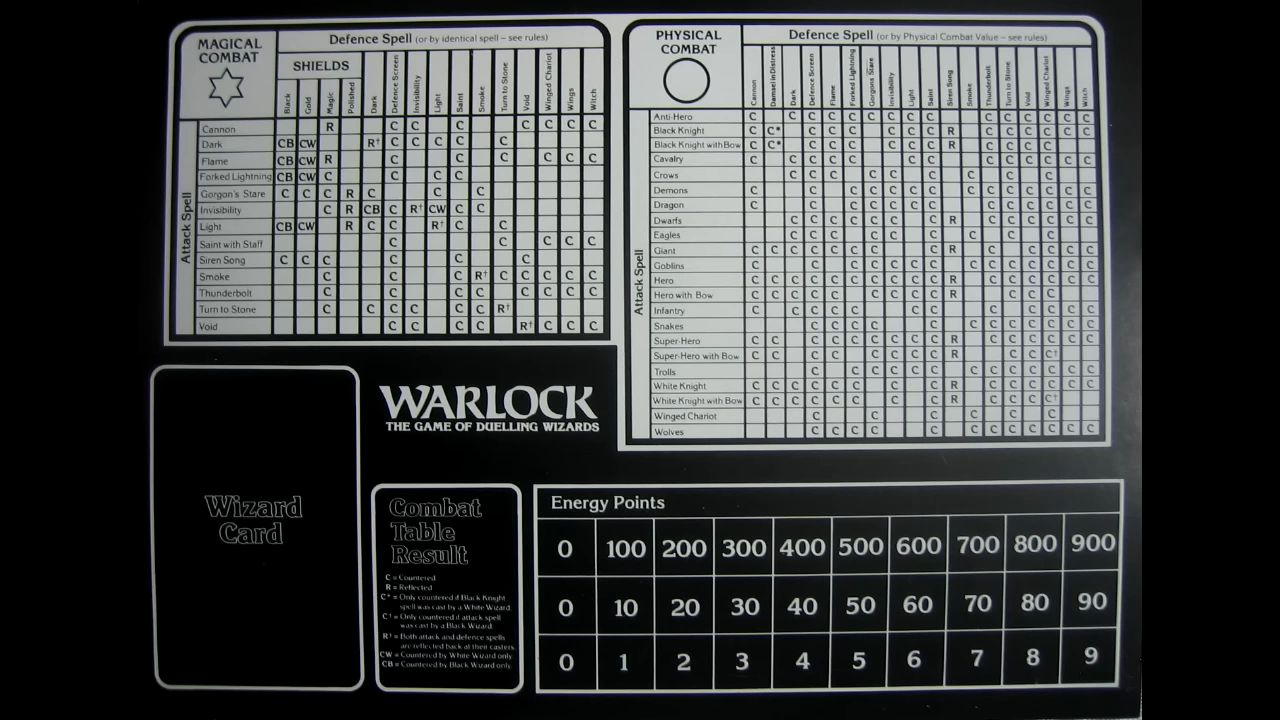 MAGICAL
COMBAT
Defence Spell (or by identical spell – see rules)
SHIELDS
Black Gold Magic Polished Dark Defence Screen Invisibility Light Saint Smoke Turn to Stone Void Winged Chariot Wings Witch
Attack Spell
Cannon R C C C C C C C
Dark CB CW R† C C C C C
Flame CB CW R C C C C C C
Forked Lightning CB CW C C C C
Gorgon's Stare C C C R C C C
Invisibility C R CB C R† CW C C
Light CB CW R C C R† C C
Saint with Staff C C C C C
Siren Song C C C C C C
Smoke C C C R† C C C C C
Thunderbolt C C C C C C C C
Turn to Stone C C C C C C R†
Void C C C C R† C C C
PHYSICAL
COMBAT
Defence Spell (or by Physical Combat Value – see rules)
Cannon Damsel in Distress Dark Defence Screen Flame Forked Lightning Gorgons Stare Invisibility Light Saint Siren Song Smoke Thunderbolt Turn to Stone Void Winged Chariot Wings Witch
Attack Spell
Anti-Hero C C C C C C C C C C C C C C C
Black Knight C C* C C C C C C R C C C C C C
Black Knight with Bow C C* C C C C C C R C C C C C C
Cavalry C C C C C C C C C C C C C
Crows C C C C C C C C C C
Demons C C C C C C C C C C C C C C
Dragon C C C C C C C C C C C C C
Dwarfs C C C C C C C C R C C C C C C
Eagles C C C C C C C C C
Giant C C C C C C C C R C C C C C
Goblins C C C C C C C C C C C C C C
Hero C C C C C C C C C C R C C C C C C
Hero with Bow C C C C C C C C C C R C C C
Infantry C C C C C C C C C C C C
Snakes C C C C C C C C C C C C
Super-Hero C C C C C C C C R C C C C C C
Super-Hero with Bow C C C C C C C C R C C C†
Trolls C C C C C C C C C C C C C
White Knight C C C C C C C C R C C C C C C
White Knight with Bow C C C C C C C C R C C C C†
Winged Chariot C C C C C C
Wolves C C C C C C C C C C C C
WARLOCK
THE GAME OF DUELLING WIZARDS
Wizard
Card
Combat
Table
Result
C = Countered
R = Reflected
C* = Only countered if Black Knight
spell was cast by a White Wizard.
C† = Only countered if attack spell
was cast by a Black Wizard.
R† = Both attack and defence spells
are reflected back at their casters.
CW = Countered by White Wizard only.
CB = Countered by Black Wizard only.
Energy Points
0 100 200 300 400 500 600 700 800 900
0 10 20 30 40 50 60 70 80 90
0 1 2 3 4 5 6 7 8 9